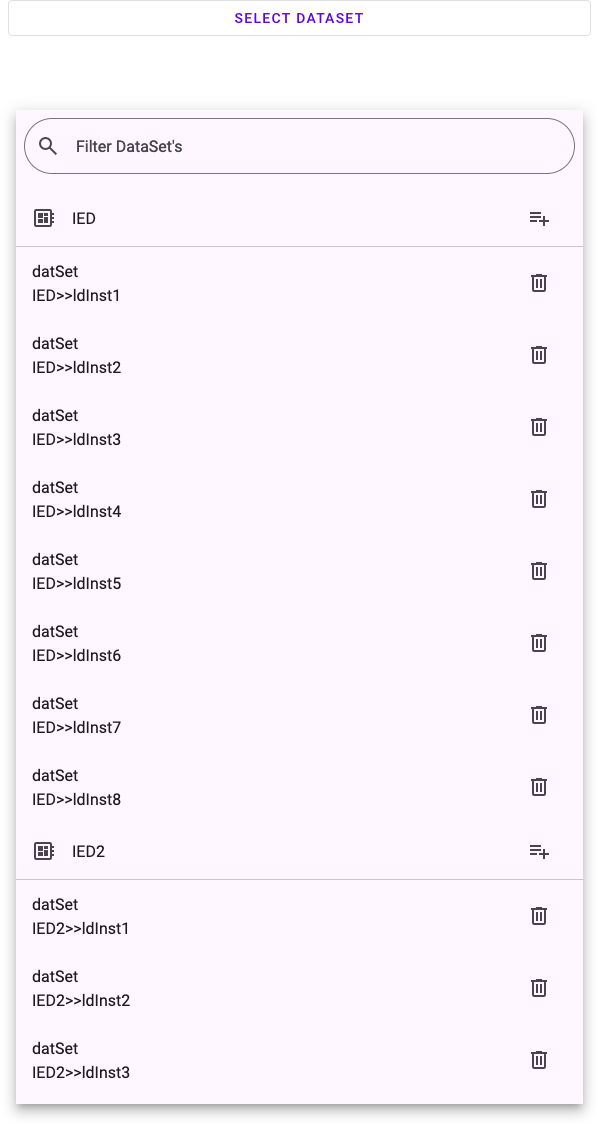 SELECT DATASET
Filter DataSet's
IED
datSet
IED>>ldInst1
datSet
IED>>ldInst2
datSet
IED>>ldInst3
datSet
IED>>ldInst4
datSet
IED>>ldInst5
datSet
IED>>ldInst6
datSet
IED>>ldInst7
datSet
IED>>ldInst8
IED2
datSet
IED2>>ldInst1
datSet
IED2>>ldInst2
datSet
IED2>>ldInst3